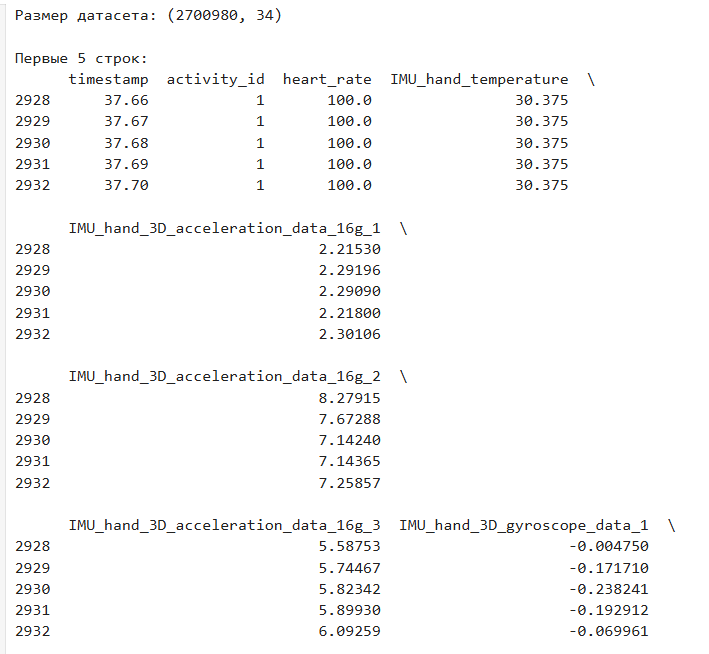 Размер датасета: (2700980, 34)
Первые 5 строк:
timestamp activity_id heart_rate IMU_hand_temperature \
2928 37.66 1 100.0 30.375
2929 37.67 1 100.0 30.375
2930 37.68 1 100.0 30.375
2931 37.69 1 100.0 30.375
2932 37.70 1 100.0 30.375
IMU_hand_3D_acceleration_data_16g_1 \
2928 2.21530
2929 2.29196
2930 2.29090
2931 2.21800
2932 2.30106
IMU_hand_3D_acceleration_data_16g_2 \
2928 8.27915
2929 7.67288
2930 7.14240
2931 7.14365
2932 7.25857
IMU_hand_3D_acceleration_data_16g_3 IMU_hand_3D_gyroscope_data_1 \
2928 5.58753 -0.004750
2929 5.74467 -0.171710
2930 5.82342 -0.238241
2931 5.89930 -0.192912
2932 6.09259 -0.069961